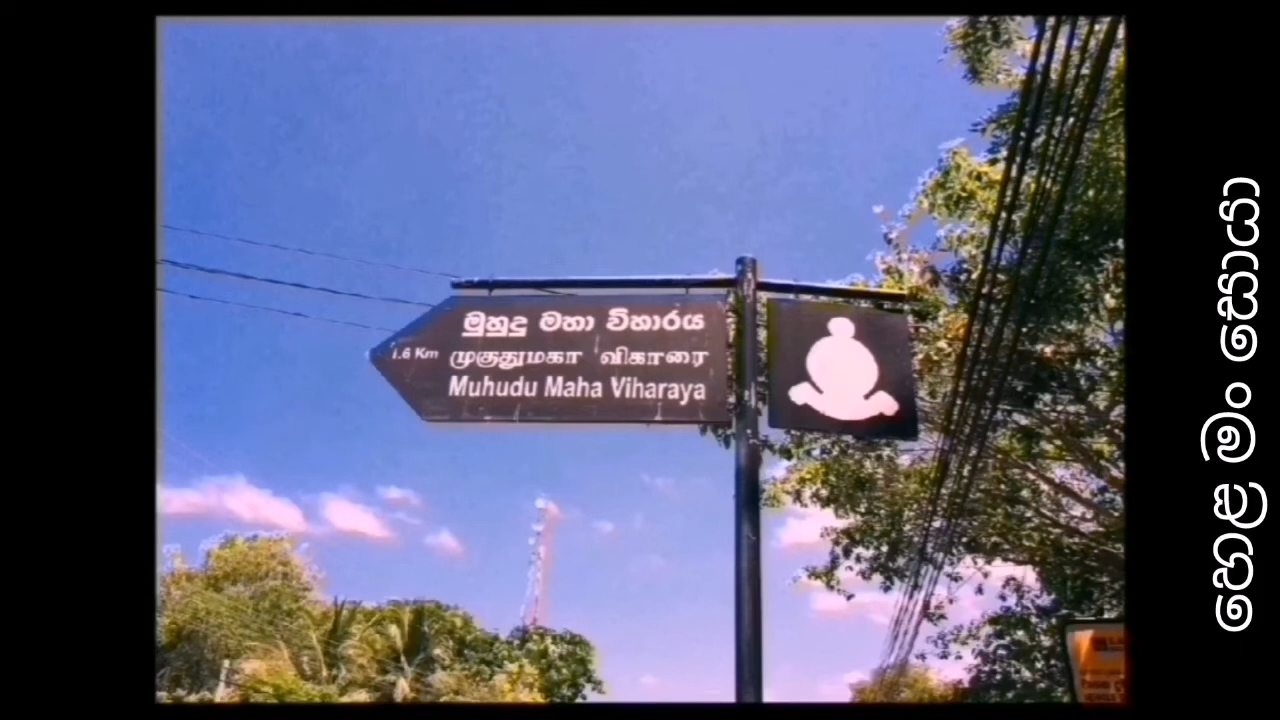 මුහුදු මහා විහාරය
1.6 Km
முகுதுமகா விகாரை
Muhudu Maha Viharaya
හෙළ මං සොයා